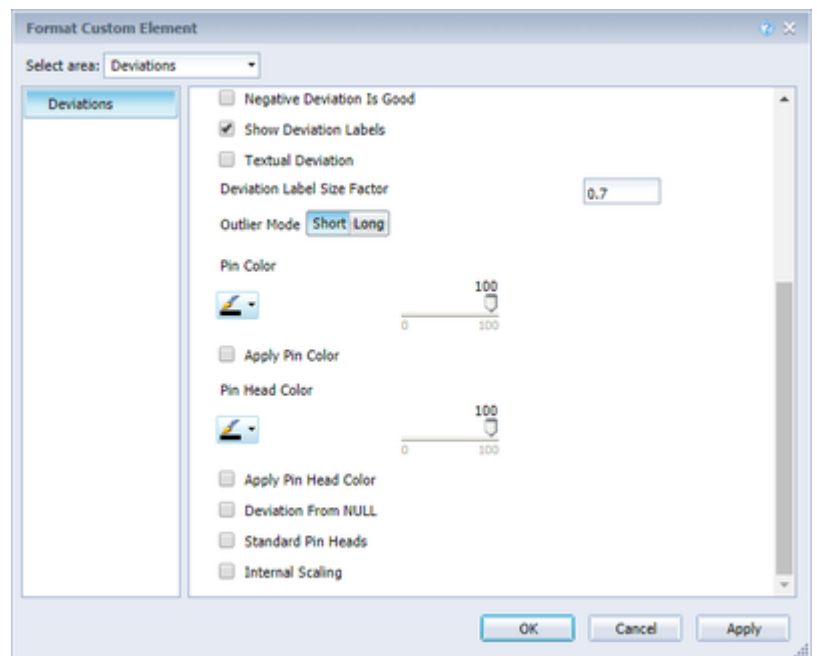 Format Custom Element
Select area: Deviations
Deviations
Negative Deviation Is Good
Show Deviation Labels
Textual Deviation
Deviation Label Size Factor 0.7
Outlier Mode Short Long
Pin Color
100
0 100
Apply Pin Color
Pin Head Color
100
0 100
Apply Pin Head Color
Deviation From NULL
Standard Pin Heads
Internal Scaling
OK Cancel Apply